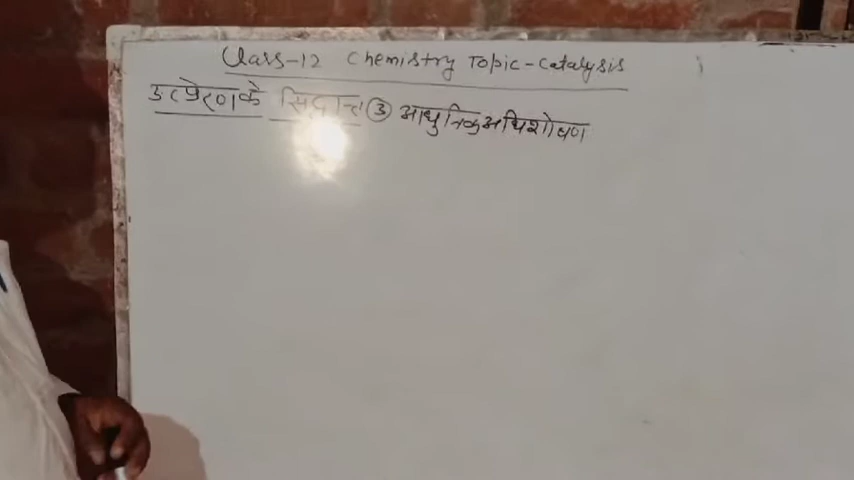 Class-12 Chemistry Topic-Catalysis
उत्प्रेरण के सिद्धान्त ③ आधुनिक अधिशोषण